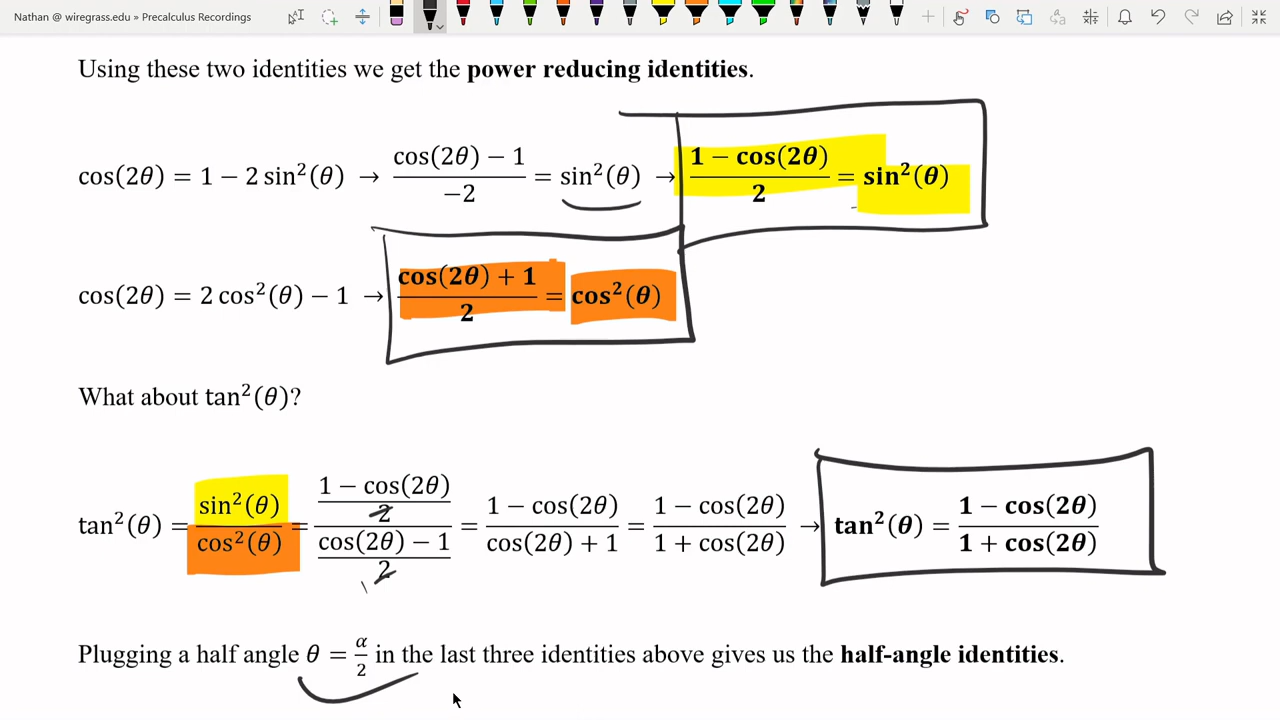 Nathan @ wiregrass.edu » Precalculus Recordings
Using these two identities we get the power reducing identities.
cos(2θ) = 1 − 2 sin²(θ) → (cos(2θ) − 1)/(−2) = sin²(θ) → (1 − cos(2θ))/2 = sin²(θ)
cos(2θ) = 2 cos²(θ) − 1 → (cos(2θ) + 1)/2 = cos²(θ)
What about tan²(θ)?
tan²(θ) = sin²(θ)/cos²(θ) = ((1 − cos(2θ))/2)/((cos(2θ) − 1)/2) = (1 − cos(2θ))/(cos(2θ) + 1) = (1 − cos(2θ))/(1 + cos(2θ)) → tan²(θ) = (1 − cos(2θ))/(1 + cos(2θ))
Plugging a half angle θ = α/2 in the last three identities above gives us the half-angle identities.